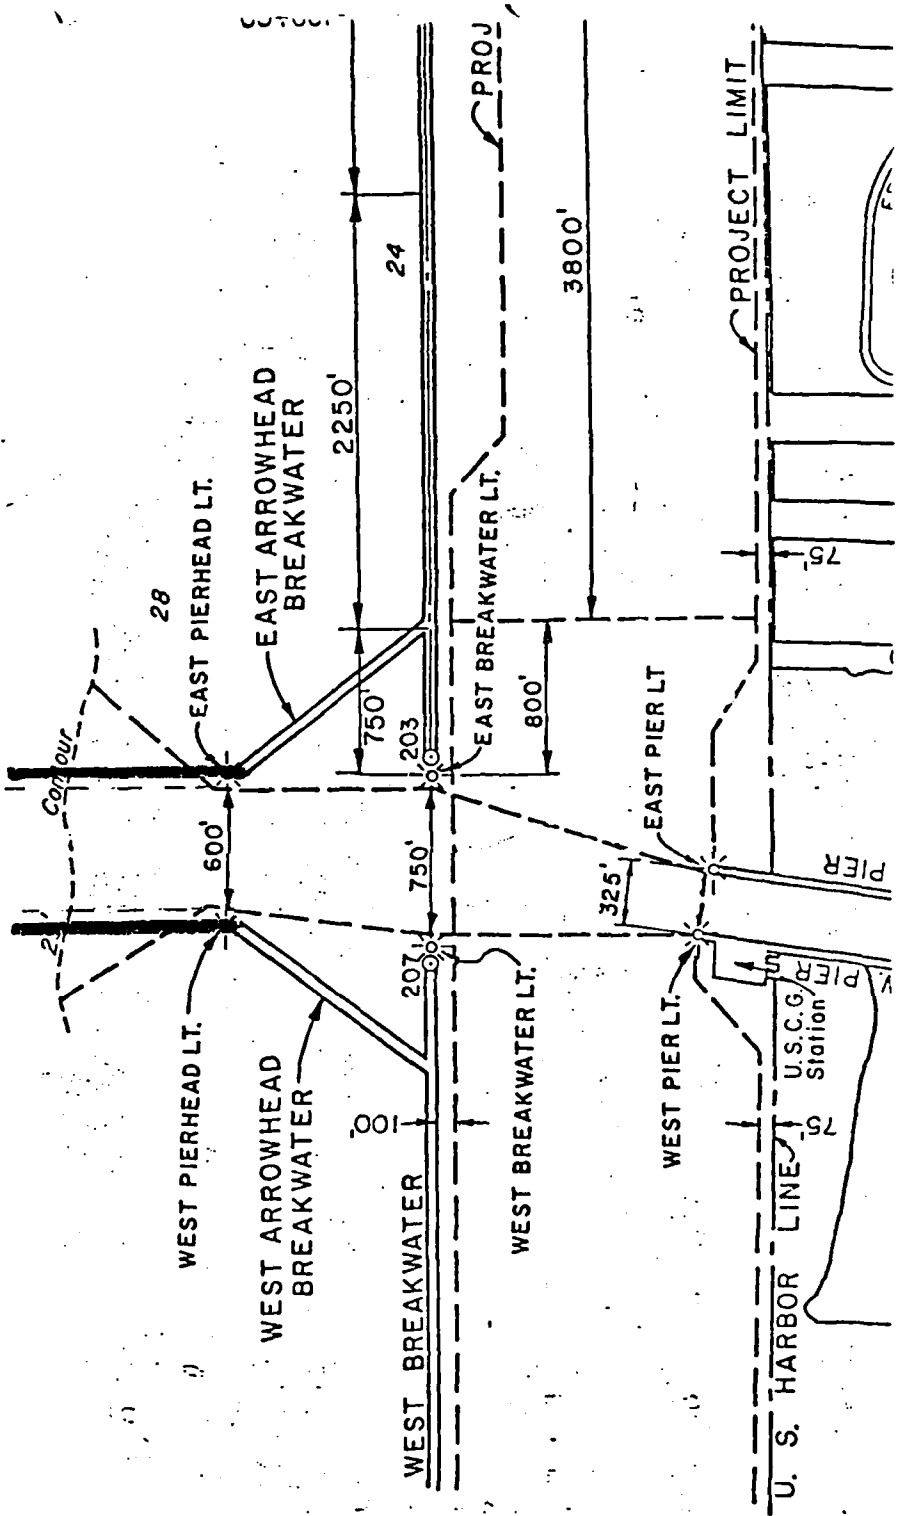 WEST PIERHEAD LT.
WEST ARROWHEAD
BREAKWATER
WEST BREAKWATER
100'
207
WEST BREAKWATER LT.
600'
750'
Contour
EAST PIERHEAD LT.
28
EAST ARROWHEAD
BREAKWATER
2250'
24
750'
203
EAST BREAKWATER LT.
800'
3800'
PROJ
PROJECT LIMIT
75'
EAST PIER LT
325'
PIER
WEST PIER LT.
PIER
U.S.C.G.
Station
75'
U. S. HARBOR LINE